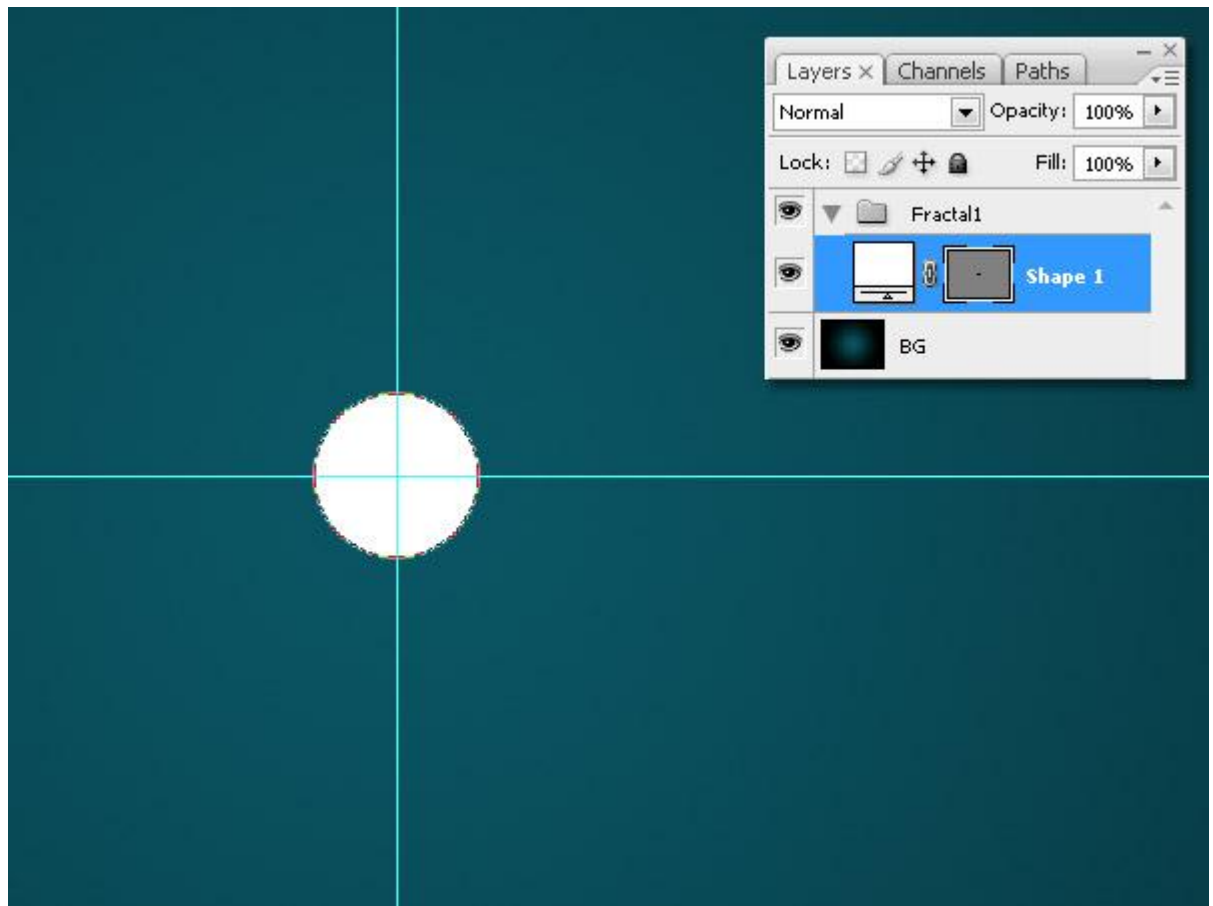 Layers Channels Paths
Normal Opacity: 100%
Lock: Fill: 100%
Fractal1
Shape 1
BG